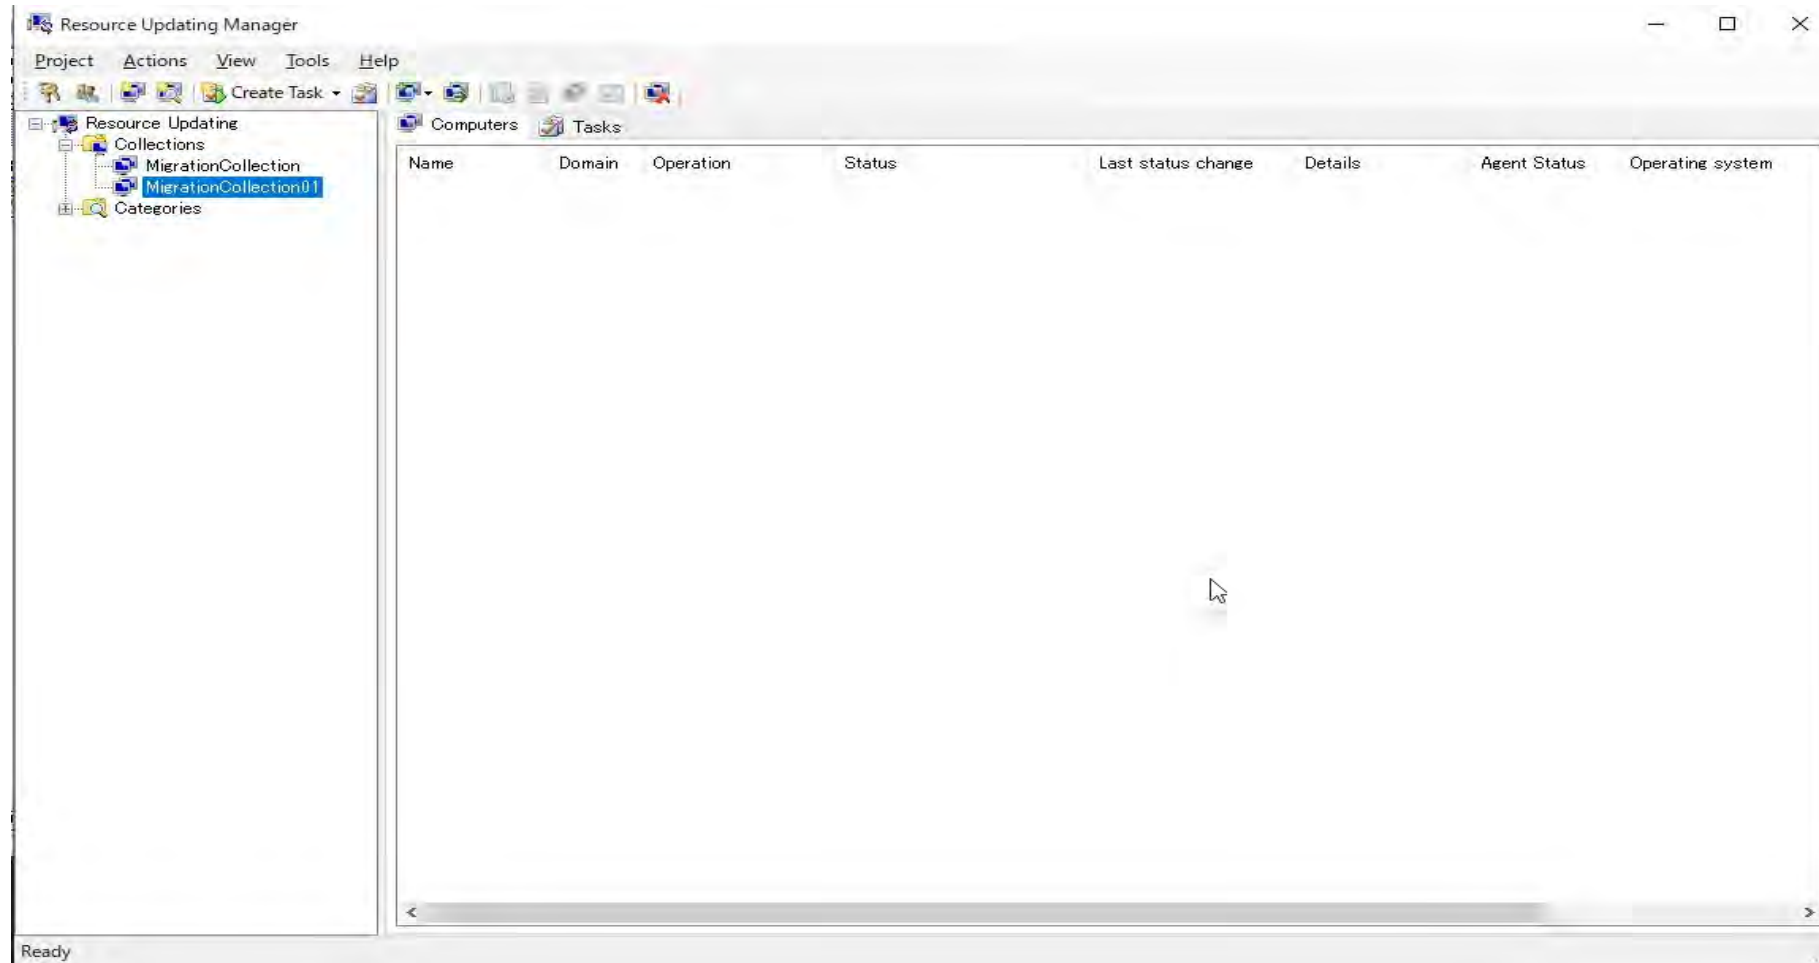 Resource Updating Manager
Project Actions View Tools Help
Create Task
Resource Updating
Collections
MigrationCollection
MigrationCollection01
Categories
Computers Tasks
Name Domain Operation Status Last status change Details Agent Status Operating system
Ready